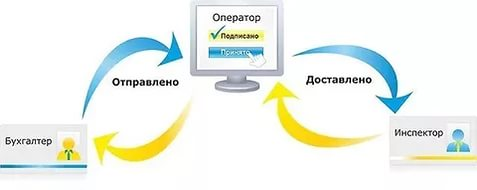 Оператор
Подписано
Принято
Отправлено
Доставлено
Бухгалтер
Инспектор